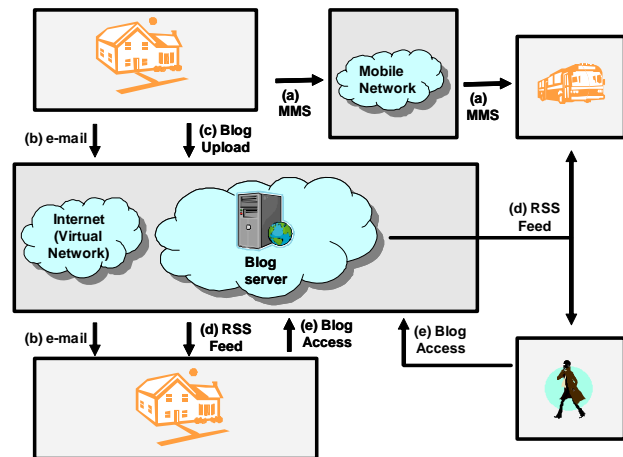 Mobile
Network
(a)
MMS
(a)
MMS
(b) e-mail
(c) Blog
Upload
Internet
(Virtual
Network)
Blog
server
(d) RSS
Feed
(b) e-mail
(d) RSS
Feed
(e) Blog
Access
(e) Blog
Access